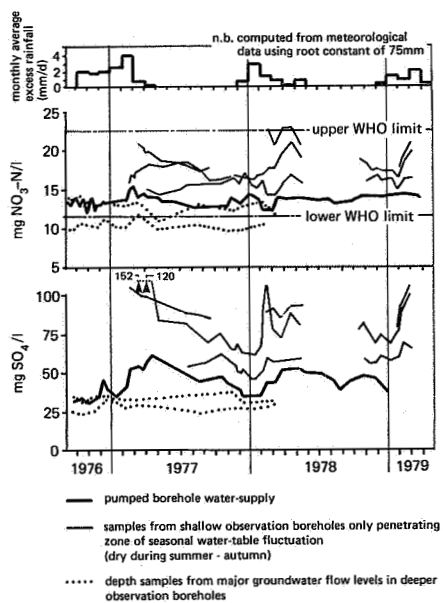 n.b. computed from meteorological
data using root constant of 75mm
monthly average
excess rainfall
(mm/d)
5
4
2
0
25
upper WHO limit
20
mg NO3–N/l
15
lower WHO limit
10
5
152
120
100
75
mg SO4/l
50
25
0
1976
1977
1978
1979
pumped borehole water-supply
samples from shallow observation boreholes only penetrating
zone of seasonal water-table fluctuation
(dry during summer - autumn)
depth samples from major groundwater flow levels in deeper
observation boreholes